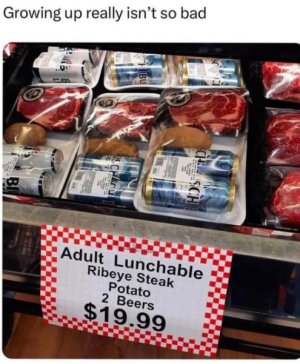 Growing up really isn't so bad
Adult Lunchable
Ribeye Steak
Potato
2 Beers
$19.99